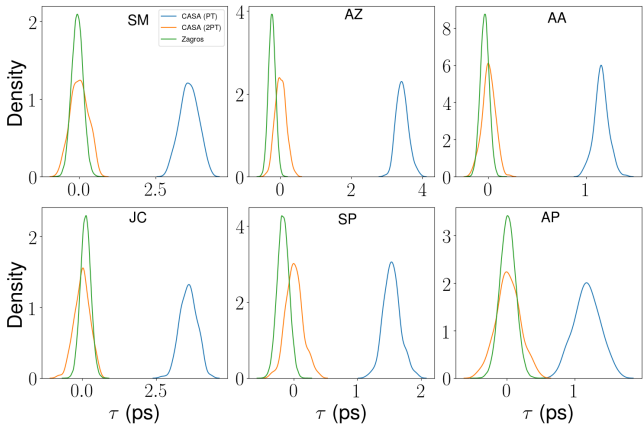 SM
CASA (PT)
CASA (2PT)
Zagros
AZ
AA
Density
2
1
0
0.0 2.5
4
2
0
0 2 4
8
6
4
2
0
0 1
JC
SP
AP
Density
2
1
0
0.0 2.5
τ (ps)
4
2
0
0 1 2
τ (ps)
3
2
1
0
0 1
τ (ps)